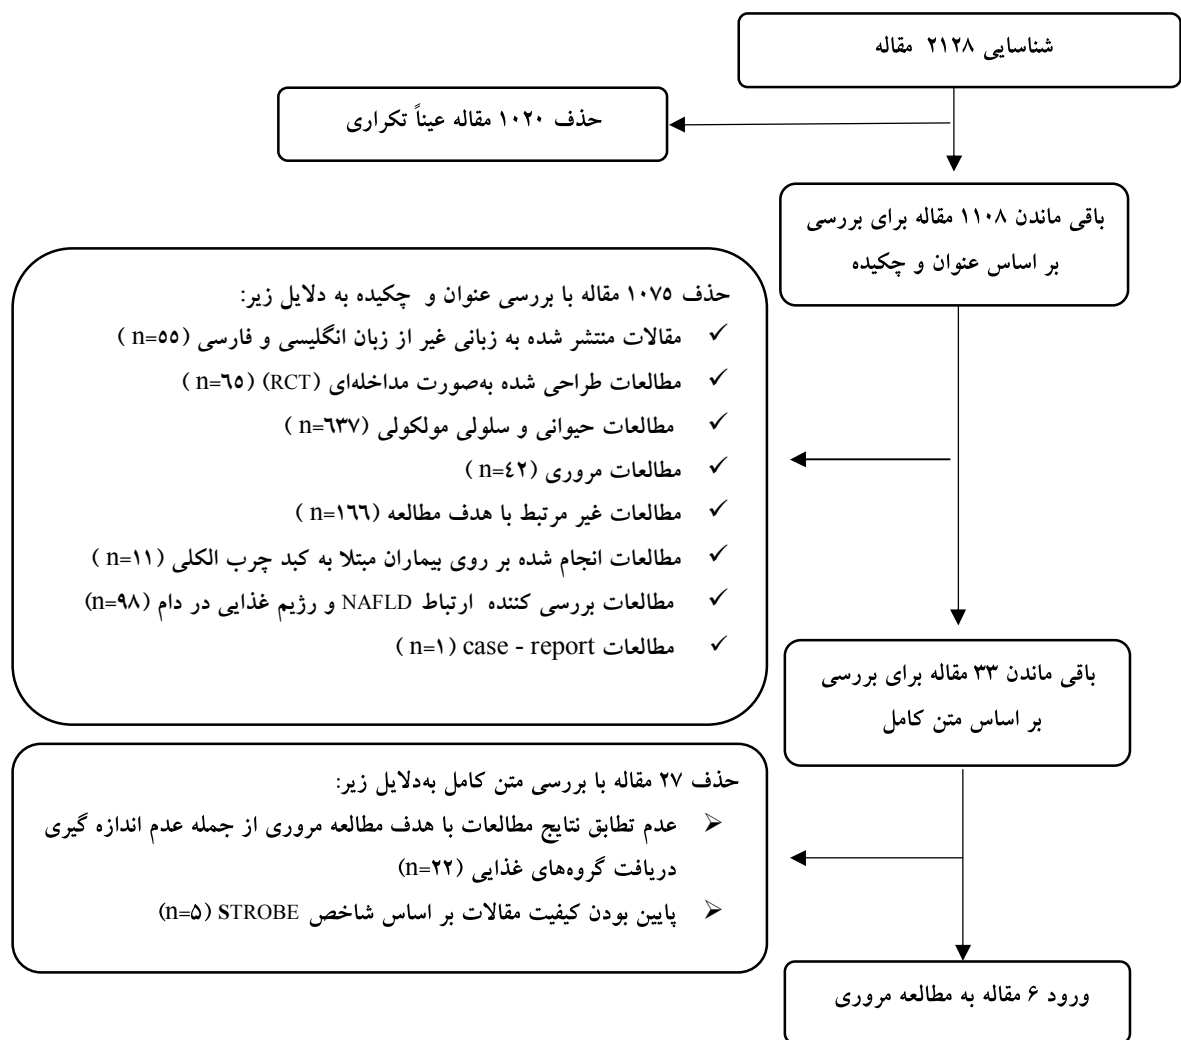 شناسایی ۲۱۲۸ مقاله
حذف ۱۰۲۰ مقاله عیناً تکراری
باقی ماندن ۱۱۰۸ مقاله برای بررسی
بر اساس عنوان و چکیده
حذف ۱۰۷۵ مقاله با بررسی عنوان و چکیده به دلایل زیر:
✓ مقالات منتشر شده به زبانی غیر از زبان انگلیسی و فارسی (n=۵۵)
✓ مطالعات طراحی شده به‌صورت مداخله‌ای (RCT) (n=٦٥)
✓ مطالعات حیوانی و سلولی مولکولی (n=٦٣٧)
✓ مطالعات مروری (n=٤٢)
✓ مطالعات غیر مرتبط با هدف مطالعه (n=١٦٦)
✓ مطالعات انجام شده بر روی بیماران مبتلا به کبد چرب الکلی (n=۱۱)
✓ مطالعات بررسی کننده ارتباط NAFLD و رژیم غذایی در دام (n=۹۸)
✓ مطالعات case - report (n=۱)
باقی ماندن ۳۳ مقاله برای بررسی
بر اساس متن کامل
حذف ۲۷ مقاله با بررسی متن کامل به‌دلایل زیر:
➢ عدم تطابق نتایج مطالعات با هدف مطالعه مروری از جمله عدم اندازه گیری
دریافت گروه‌های غذایی (n=۲۲)
➢ پایین بودن کیفیت مقالات بر اساس شاخص STROBE (n=۵)
ورود ۶ مقاله به مطالعه مروری